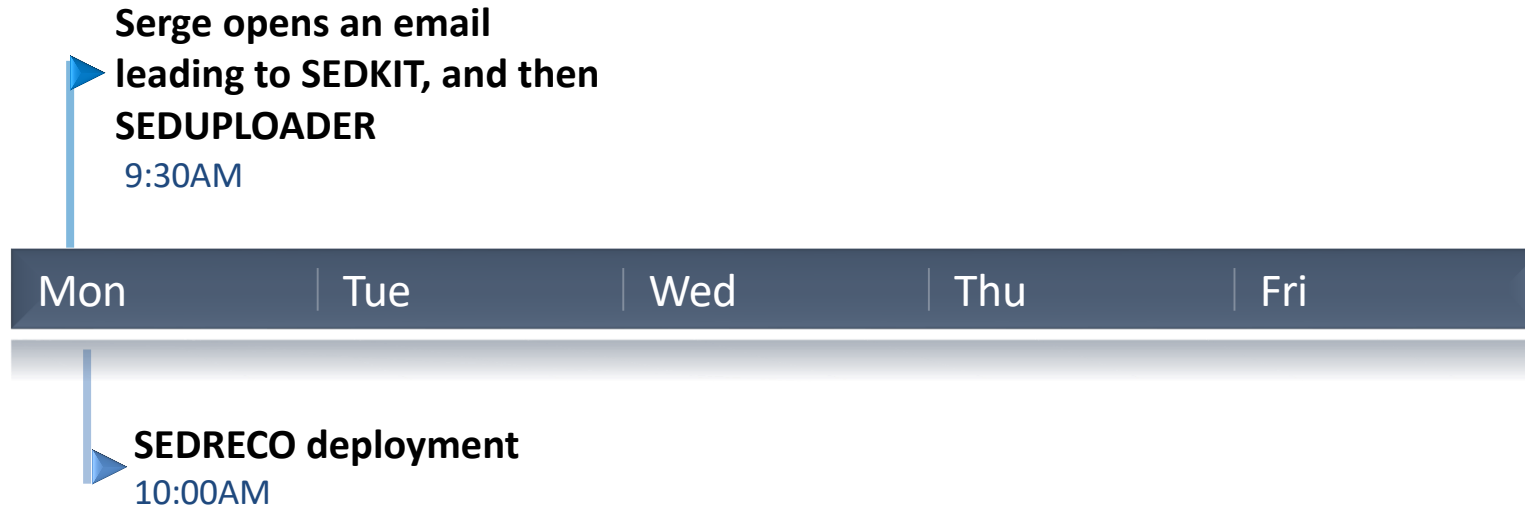 Serge opens an email
leading to SEDKIT, and then
SEDUPLOADER
9:30AM
Mon Tue Wed Thu Fri
SEDRECO deployment
10:00AM